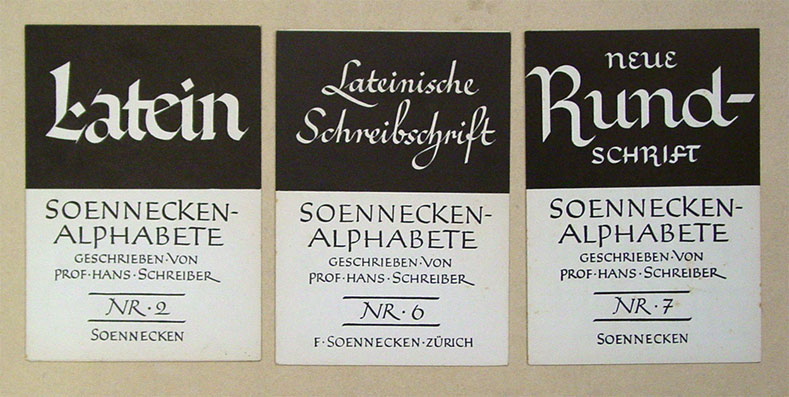 Latein
SOENNECKEN-
ALPHABETE
GESCHRIEBEN·VON
PROF·HANS·SCHREIBER
NR·2
SOENNECKEN
Lateinische
Schreibschrift
SOENNECKEN-
ALPHABETE
GESCHRIEBEN·VON
PROF·HANS·SCHREIBER
NR·6
F·SOENNECKEN·ZÜRICH
NEUE
Rund-
SCHRIFT
SOENNECKEN-
ALPHABETE
GESCHRIEBEN·VON
PROF·HANS·SCHREIBER
NR·7
SOENNECKEN